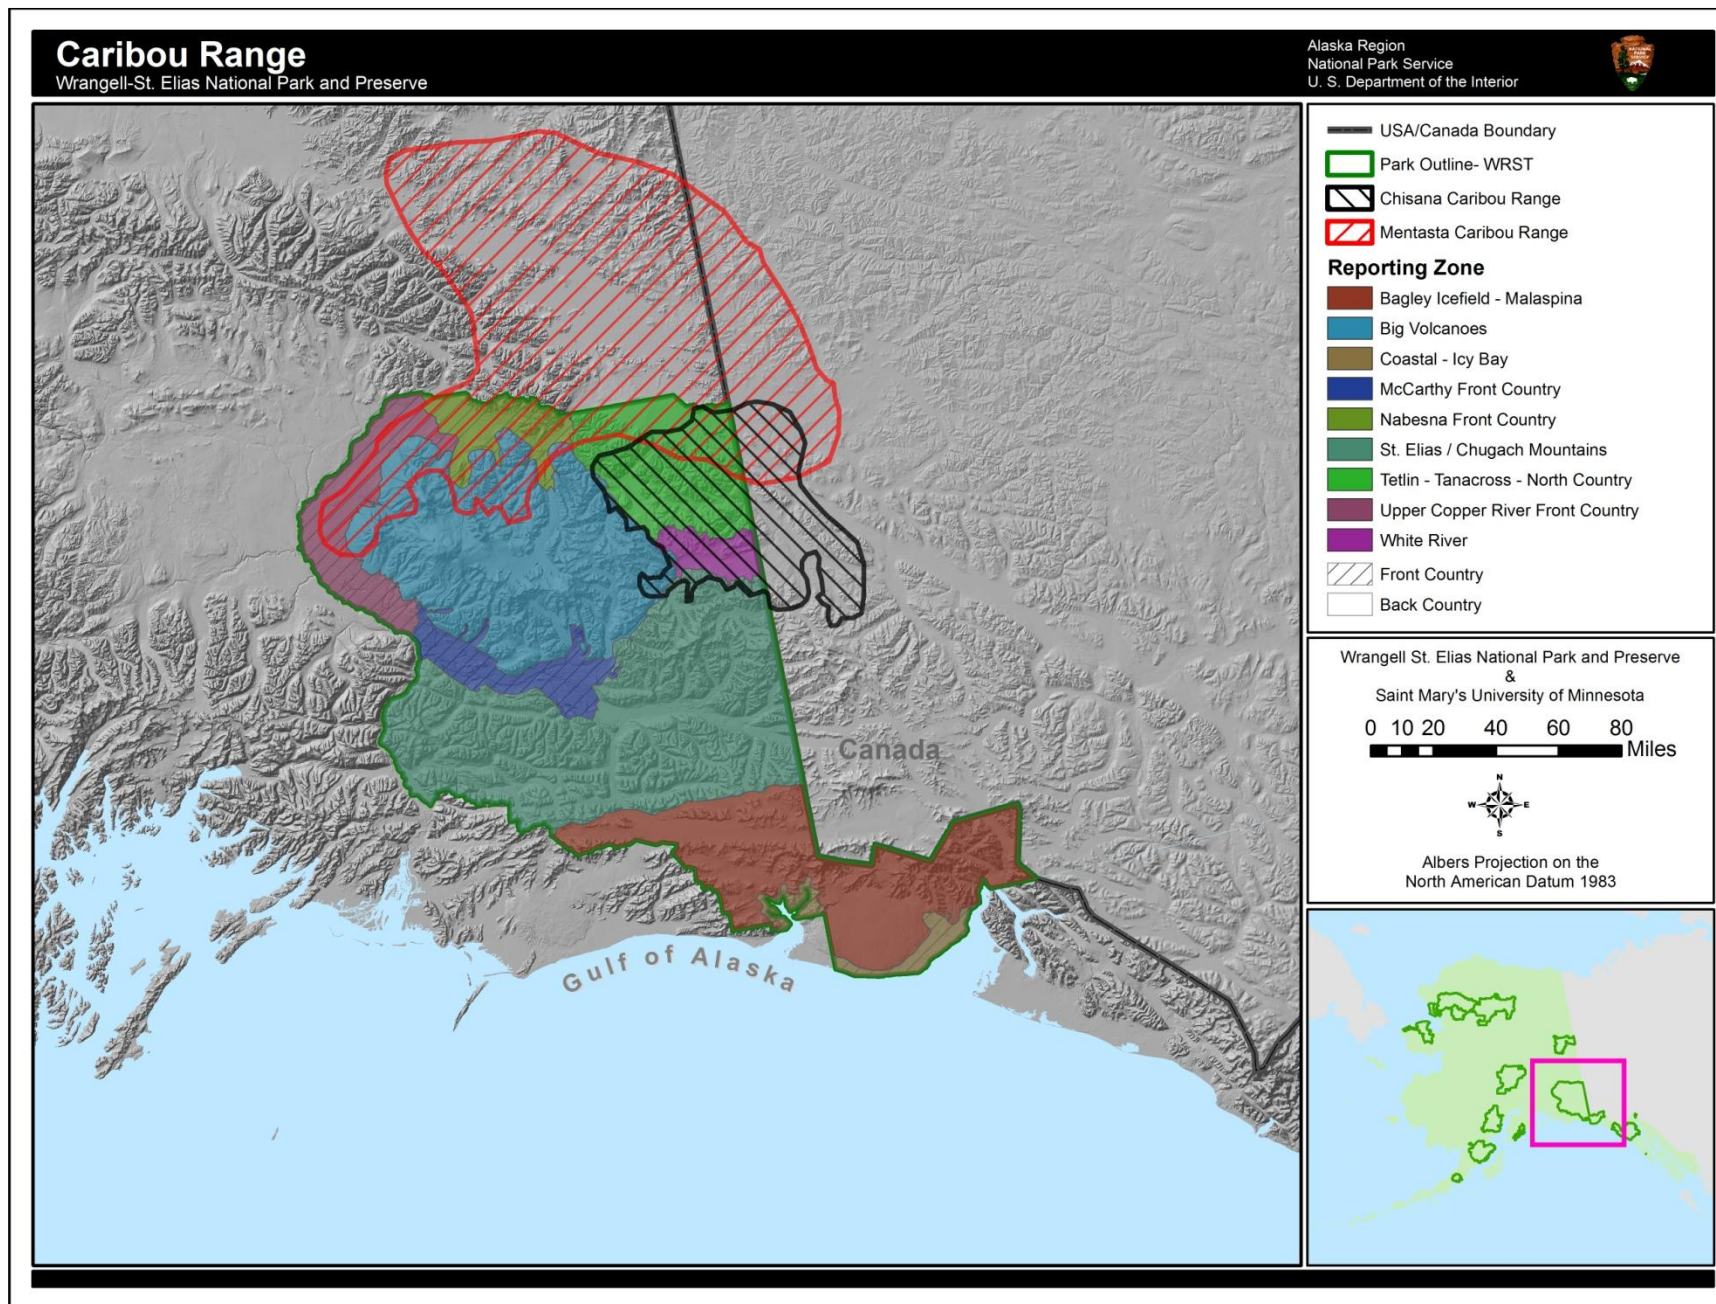 Caribou Range
Wrangell-St. Elias National Park and Preserve
Alaska Region
National Park Service
U. S. Department of the Interior
NATIONAL
PARK
SERVICE
USA/Canada Boundary
Park Outline- WRST
Chisana Caribou Range
Mentasta Caribou Range
Reporting Zone
Bagley Icefield - Malaspina
Big Volcanoes
Coastal - Icy Bay
McCarthy Front Country
Nabesna Front Country
St. Elias / Chugach Mountains
Tetlin - Tanacross - North Country
Upper Copper River Front Country
White River
Front Country
Back Country
Canada
Gulf of Alaska
Wrangell St. Elias National Park and Preserve
&
Saint Mary's University of Minnesota
0 10 20 40 60 80
Miles
N
W E
S
Albers Projection on the
North American Datum 1983